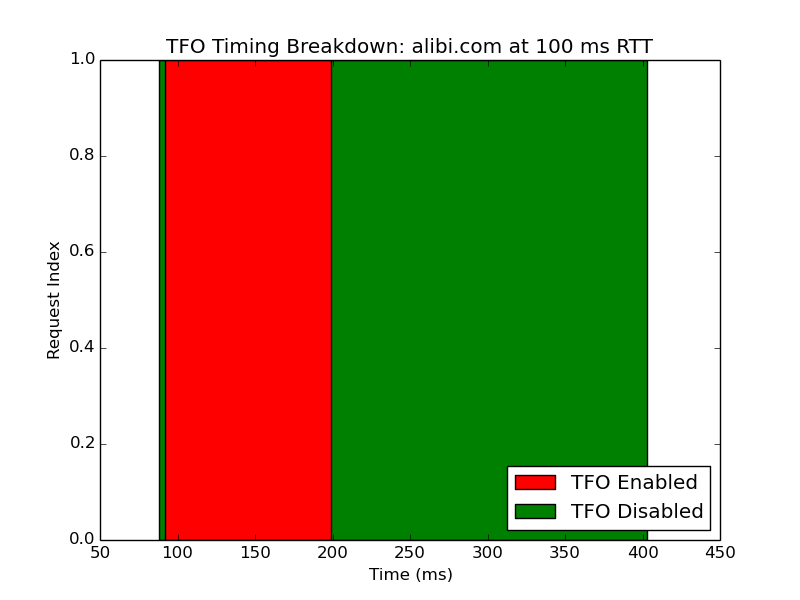 TFO Timing Breakdown: alibi.com at 100 ms RTT
1.0
0.8
0.6
0.4
0.2
0.0
Request Index
TFO Enabled
TFO Disabled
50 100 150 200 250 300 350 400 450
Time (ms)